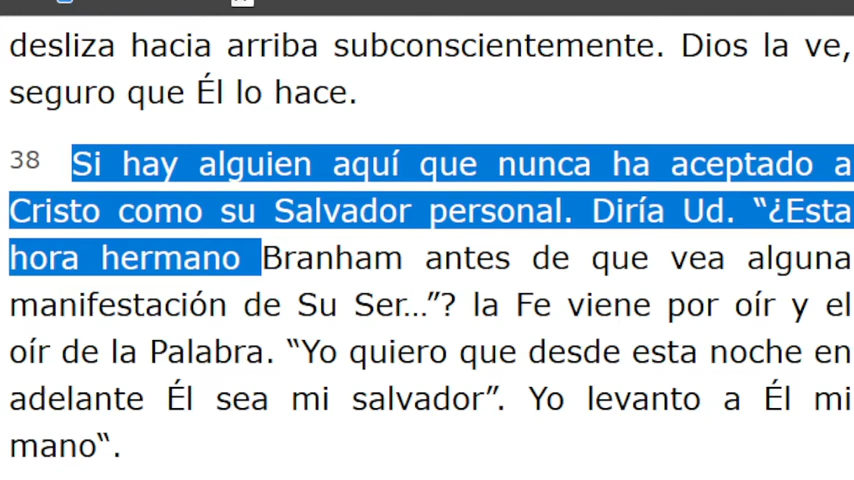 desliza hacia arriba subconscientemente. Dios la ve,
seguro que Él lo hace.
38 Si hay alguien aquí que nunca ha aceptado a
Cristo como su Salvador personal. Diría Ud. “¿Esta
hora hermano Branham antes de que vea alguna
manifestación de Su Ser...”? la Fe viene por oír y el
oír de la Palabra. “Yo quiero que desde esta noche en
adelante Él sea mi salvador”. Yo levanto a Él mi
mano“.